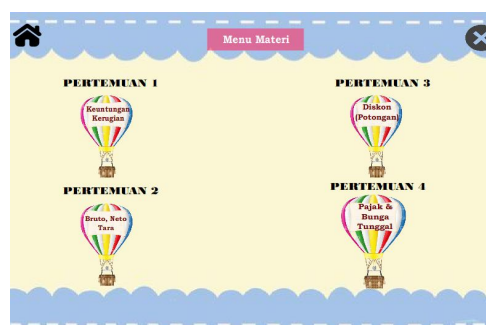 Menu Materi
PERTEMUAN 1
Keuntungan
Kerugian
PERTEMUAN 2
Bruto, Neto
Tara
PERTEMUAN 3
Diskon
(Potongan)
PERTEMUAN 4
Pajak &
Bunga
Tunggal